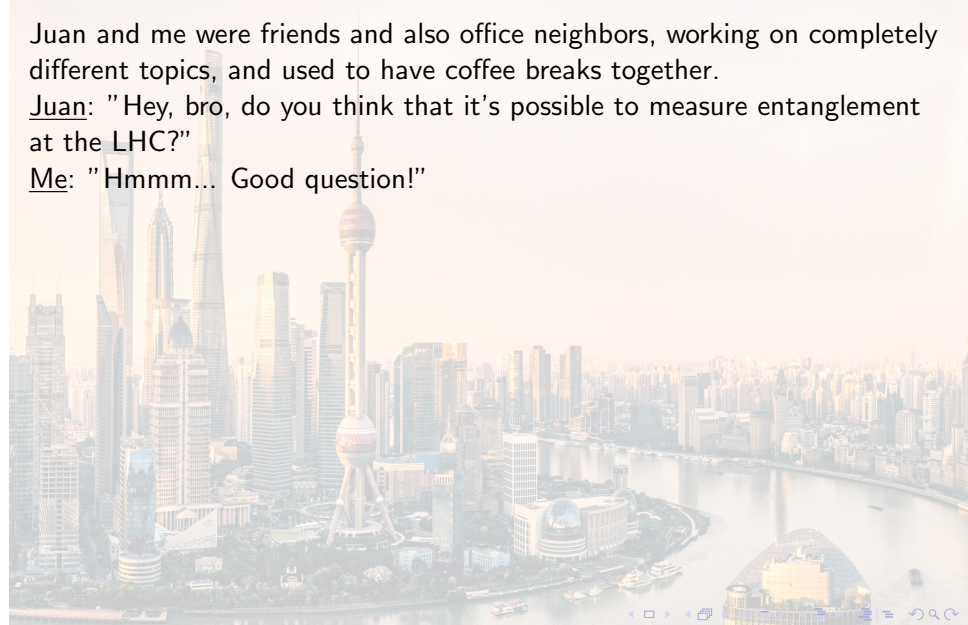 Juan and me were friends and also office neighbors, working on completely
different topics, and used to have coffee breaks together.
Juan: ”Hey, bro, do you think that it's possible to measure entanglement
at the LHC?”
Me: ”Hmmm... Good question!”